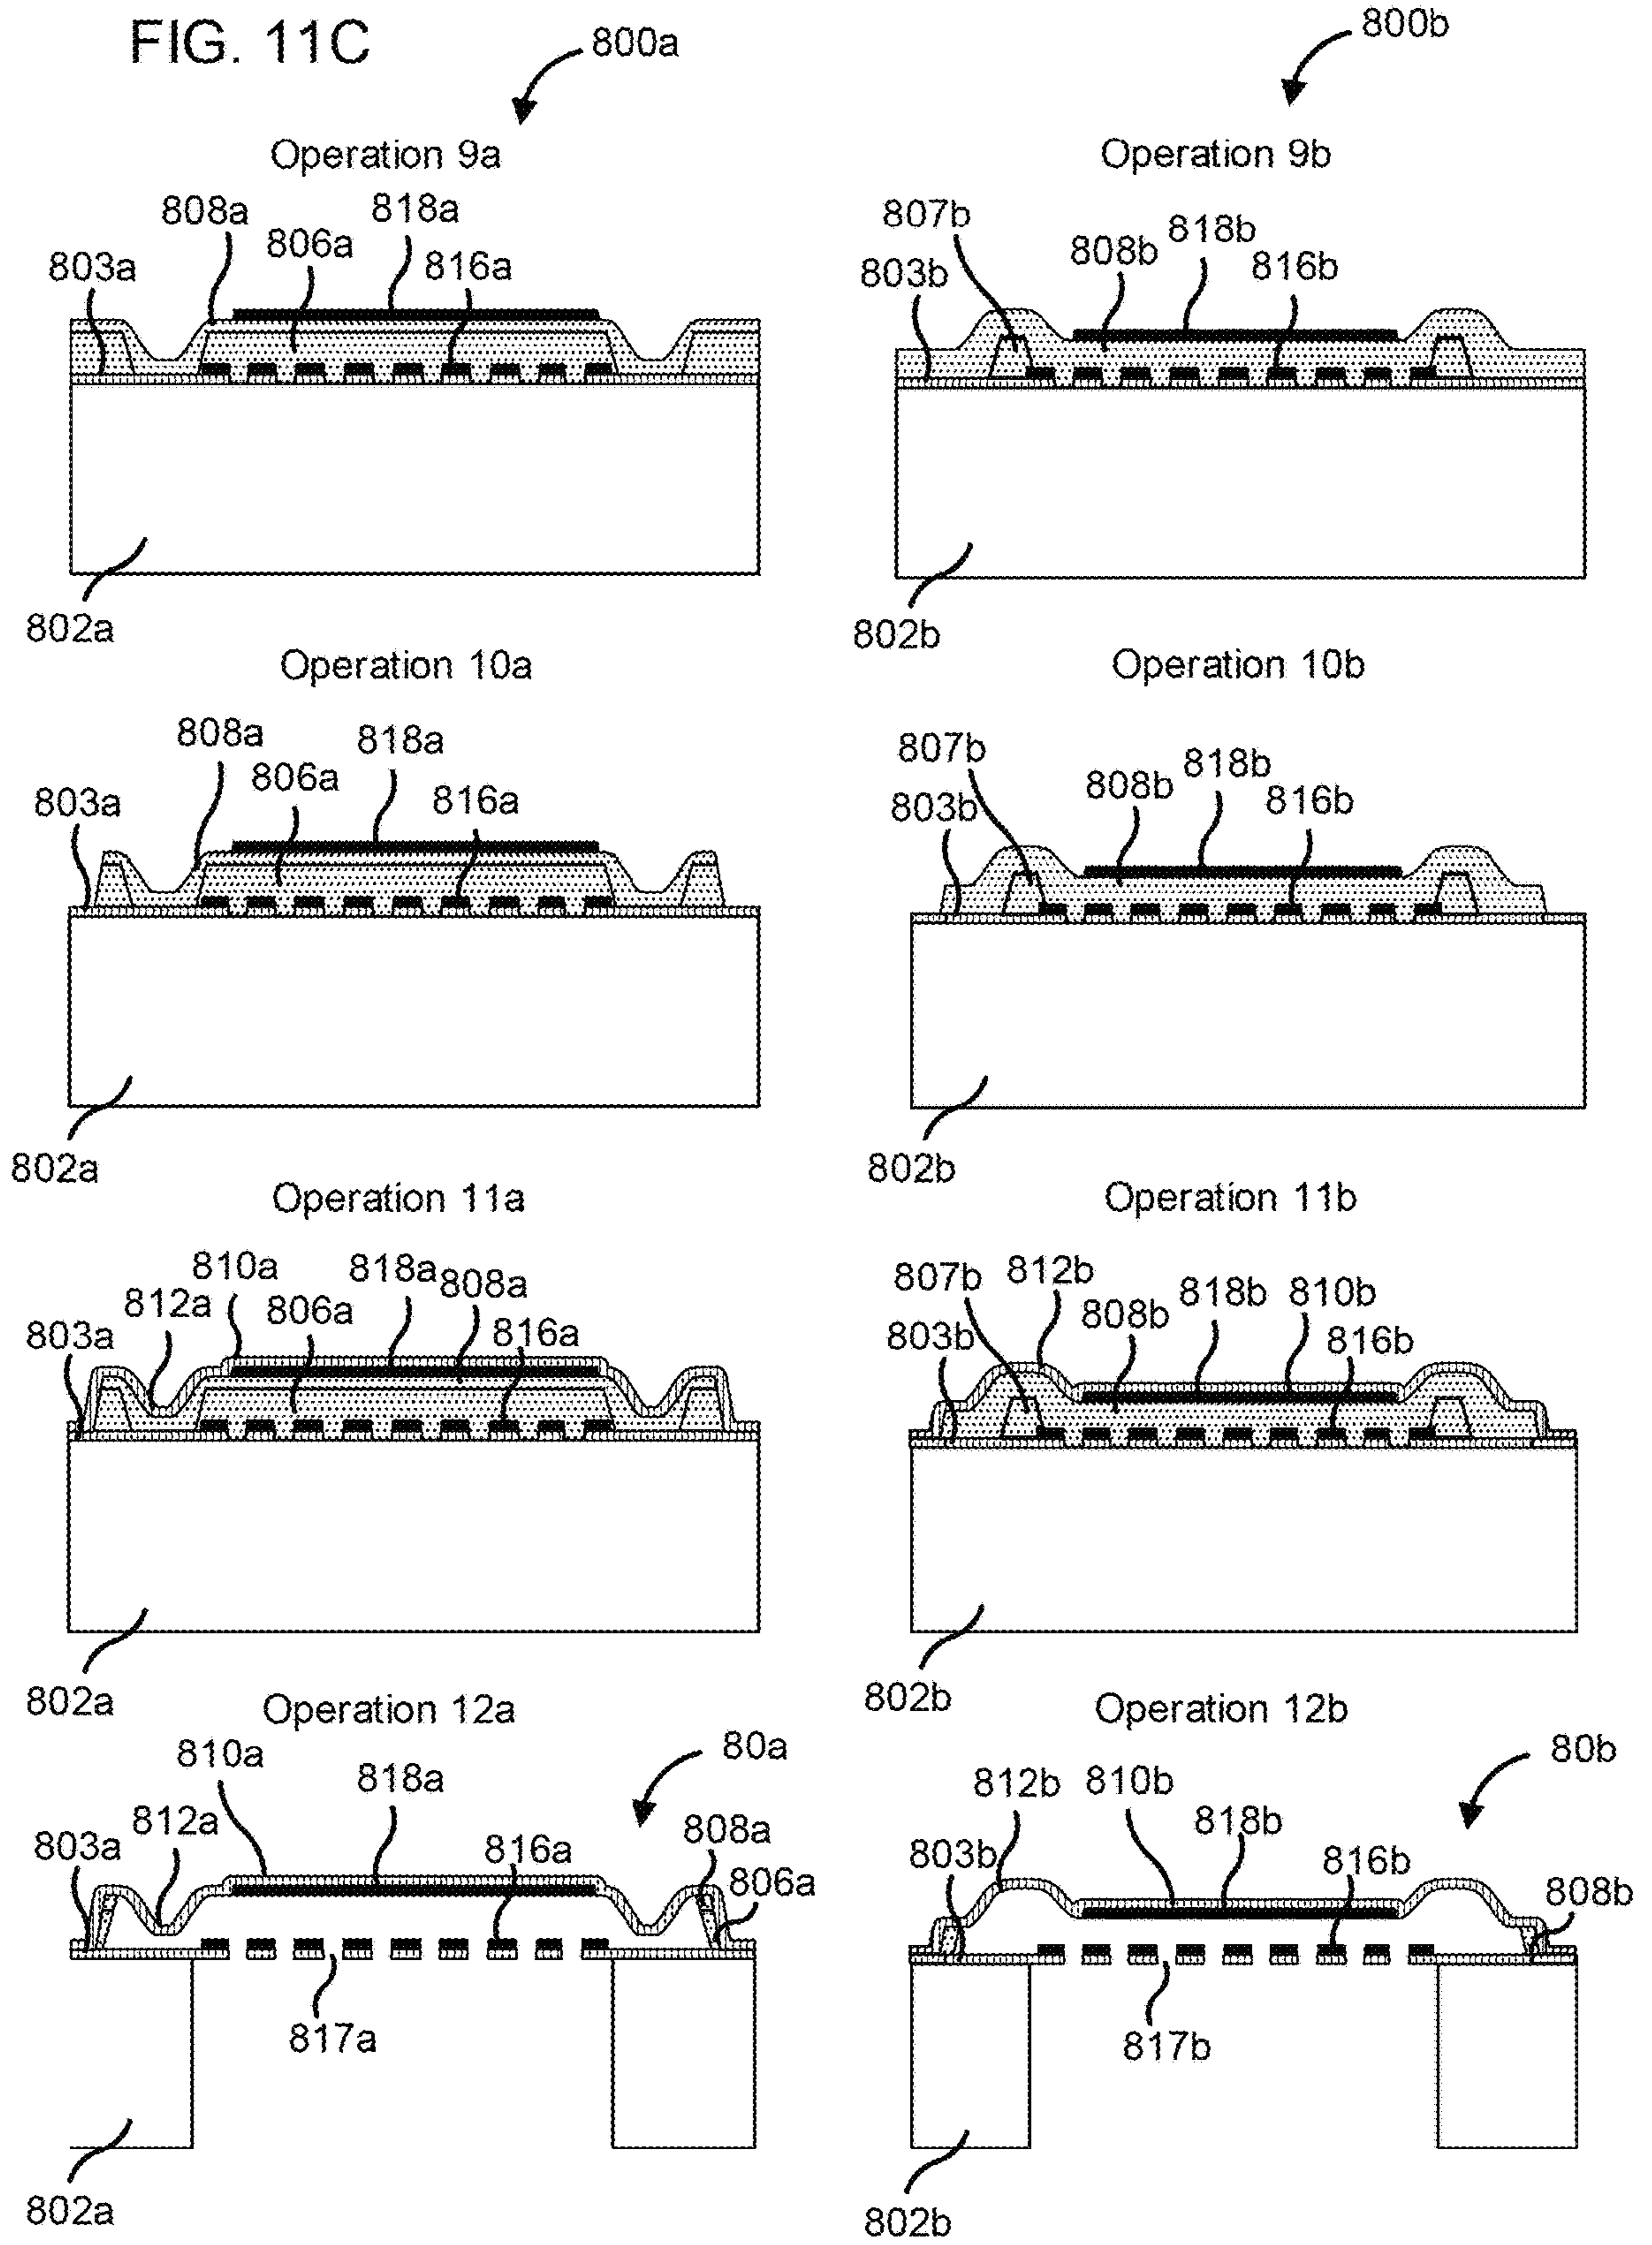 FIG. 11C
800a
800b
Operation 9a
808a
818a
806a
816a
803a
802a
Operation 9b
807b
818b
808b
816b
803b
802b
Operation 10a
808a
818a
806a
816a
803a
802a
Operation 10b
807b
818b
808b
816b
803b
802b
Operation 11a
810a
818a
808a
812a
806a
816a
803a
802a
Operation 11b
807b
812b
818b
810b
808b
816b
803b
802b
Operation 12a
80a
810a
818a
812a
808a
803a
816a
806a
817a
802a
Operation 12b
80b
812b
810b
818b
803b
816b
808b
817b
802b